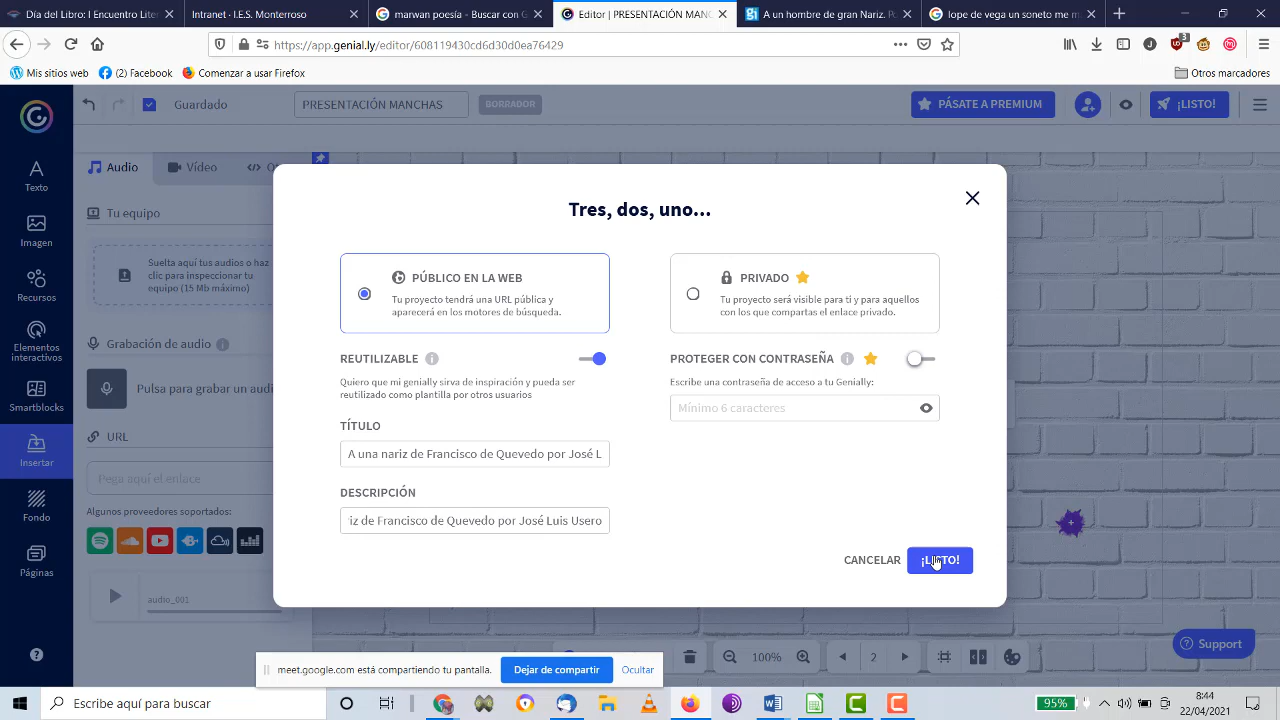 (2) Encuentro Literario
Intranet - I.E.S. Monterroso
marwan poesía - Buscar con G
Editor | PRESENTACIÓN MANCHAS
A un hombre de gran Nariz. Po
lope de vega un soneto me m
https://app.genial.ly/editor/608119430cd6d30d0ea76429
Mis sitios web
(2) Facebook
Comenzar a usar Firefox
Otros marcadores
Guardado
PRESENTACIÓN MANCHAS
BORRADOR
PÁSATE A PREMIUM
¡LISTO!
Texto
Imagen
Recursos
Elementos
interactivos
Smartblocks
Insertar
Fondo
Páginas
Audio
Vídeo
Tu equipo
Suelta aquí tus audios o haz
clic para inspeccionar tu
equipo (15 Mb máximo)
Grabación de audio
Pulsa para grabar un audi
URL
Pega aquí el enlace
Algunos proveedores soportados:
audio_001
Tres, dos, uno...
PÚBLICO EN LA WEB
Tu proyecto tendrá una URL pública y
aparecerá en los motores de búsqueda.
REUTILIZABLE
Quiero que mi genially sirva de inspiración y pueda ser
reutilizado como plantilla por otros usuarios
TÍTULO
A una nariz de Francisco de Quevedo por José L
DESCRIPCIÓN
iz de Francisco de Quevedo por José Luis Usero
PRIVADO
Tu proyecto será visible para ti y para aquellos
con los que compartas el enlace privado.
PROTEGER CON CONTRASEÑA
Escribe una contraseña de acceso a tu Genially:
Mínimo 6 caracteres
CANCELAR
¡LISTO!
100%
2
Support
meet.google.com está compartiendo tu pantalla.
Dejar de compartir
Ocultar
Escribe aquí para buscar
95%
8:44
22/04/2021